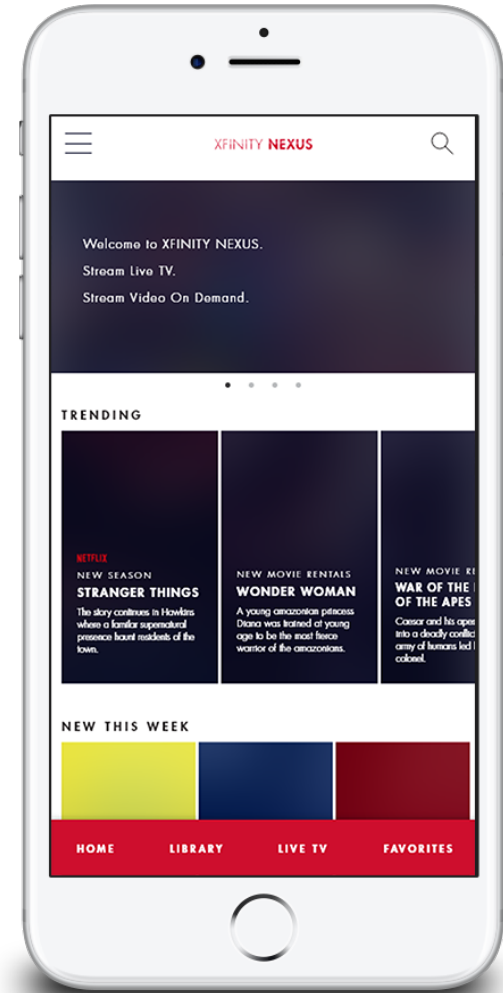 XFINITY NEXUS
Welcome to XFINITY NEXUS.
Stream Live TV.
Stream Video On Demand.
TRENDING
NETFLIX
NEW SEASON
STRANGER THINGS
The story continues in Hawkins
where a familar supernatural
presence haunt residents of the
town.
NEW MOVIE RENTALS
WONDER WOMAN
A young amazonian princess
Diana was trained at young
age to be the most fierce
warrior of the amazonians.
NEW MOVIE RE
WAR OF THE
OF THE APES
Caesar and his apes
into a deadly conflic
army of humans led
colonel.
NEW THIS WEEK
HOME LIBRARY LIVE TV FAVORITES